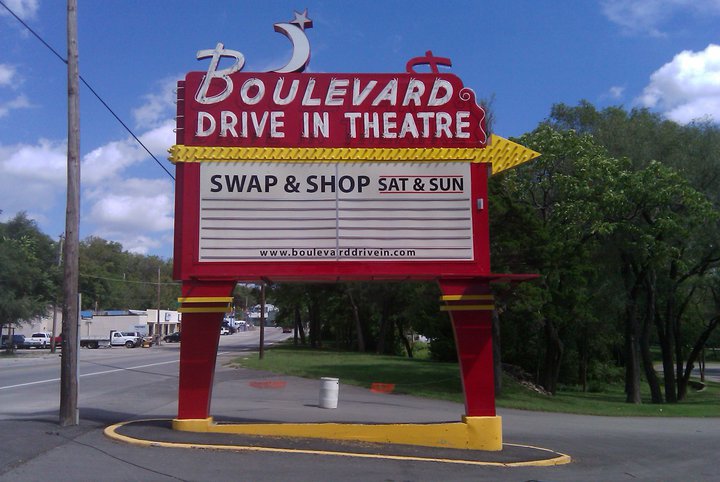 BOULEVARD
DRIVE IN THEATRE
SWAP & SHOP SAT & SUN
www.boulevarddrivein.com